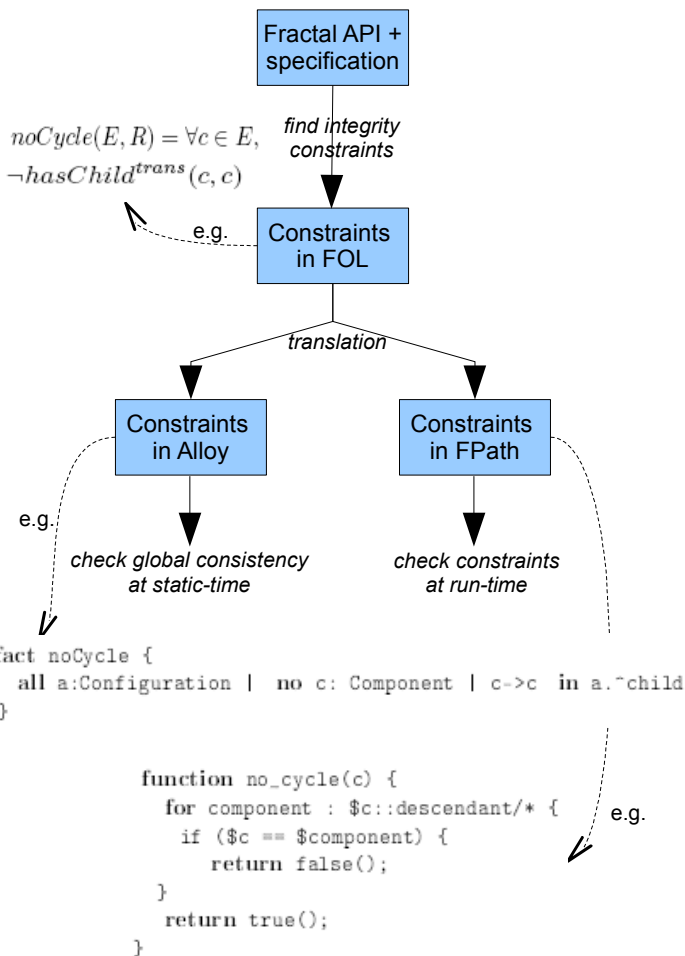 Fractal API +
specification
find integrity
constraints
noCycle(E, R) = ∀c ∈ E,
¬hasChild^trans(c, c)
e.g.
Constraints
in FOL
translation
Constraints
in Alloy
Constraints
in FPath
e.g.
check global consistency
at static-time
check constraints
at run-time
fact noCycle {
all a:Configuration | no c: Component | c->c in a.^child
}
function no_cycle(c) {
for component : $c::descendant/* {
if ($c == $component) {
return false();
}
return true();
}
e.g.